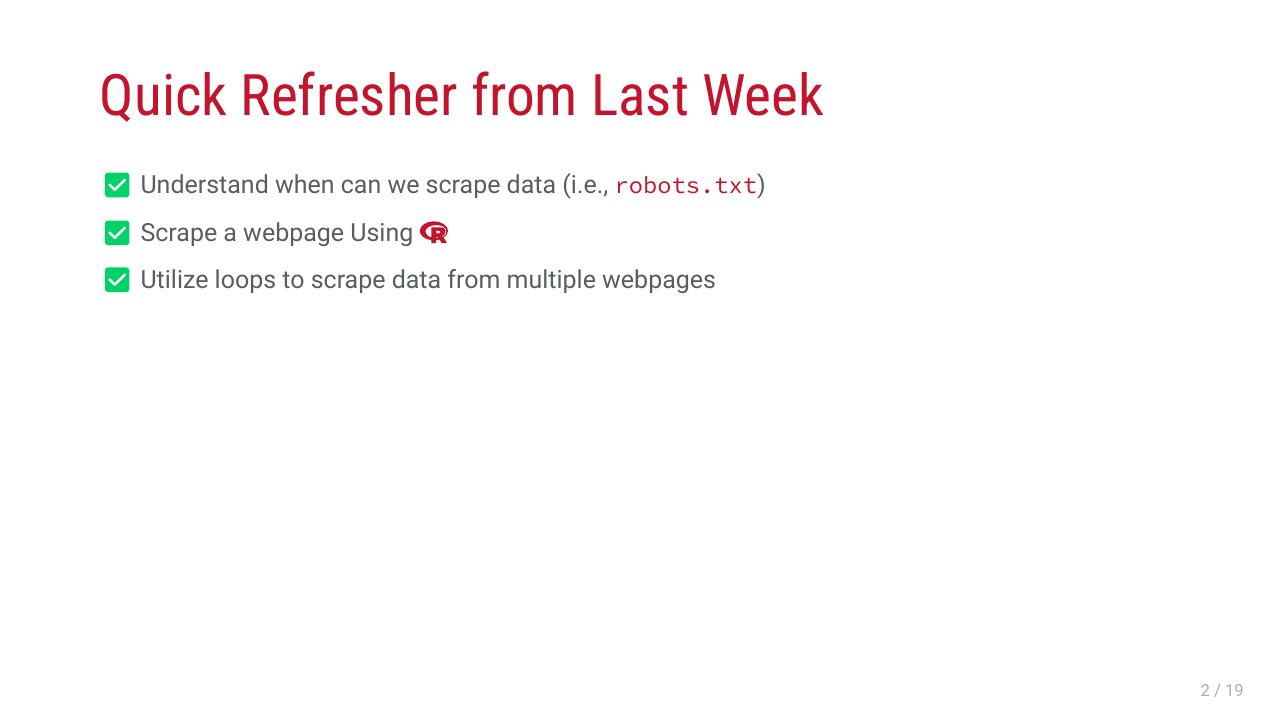 Quick Refresher from Last Week
Understand when can we scrape data (i.e., robots.txt)
Scrape a webpage Using R
Utilize loops to scrape data from multiple webpages
2 / 19